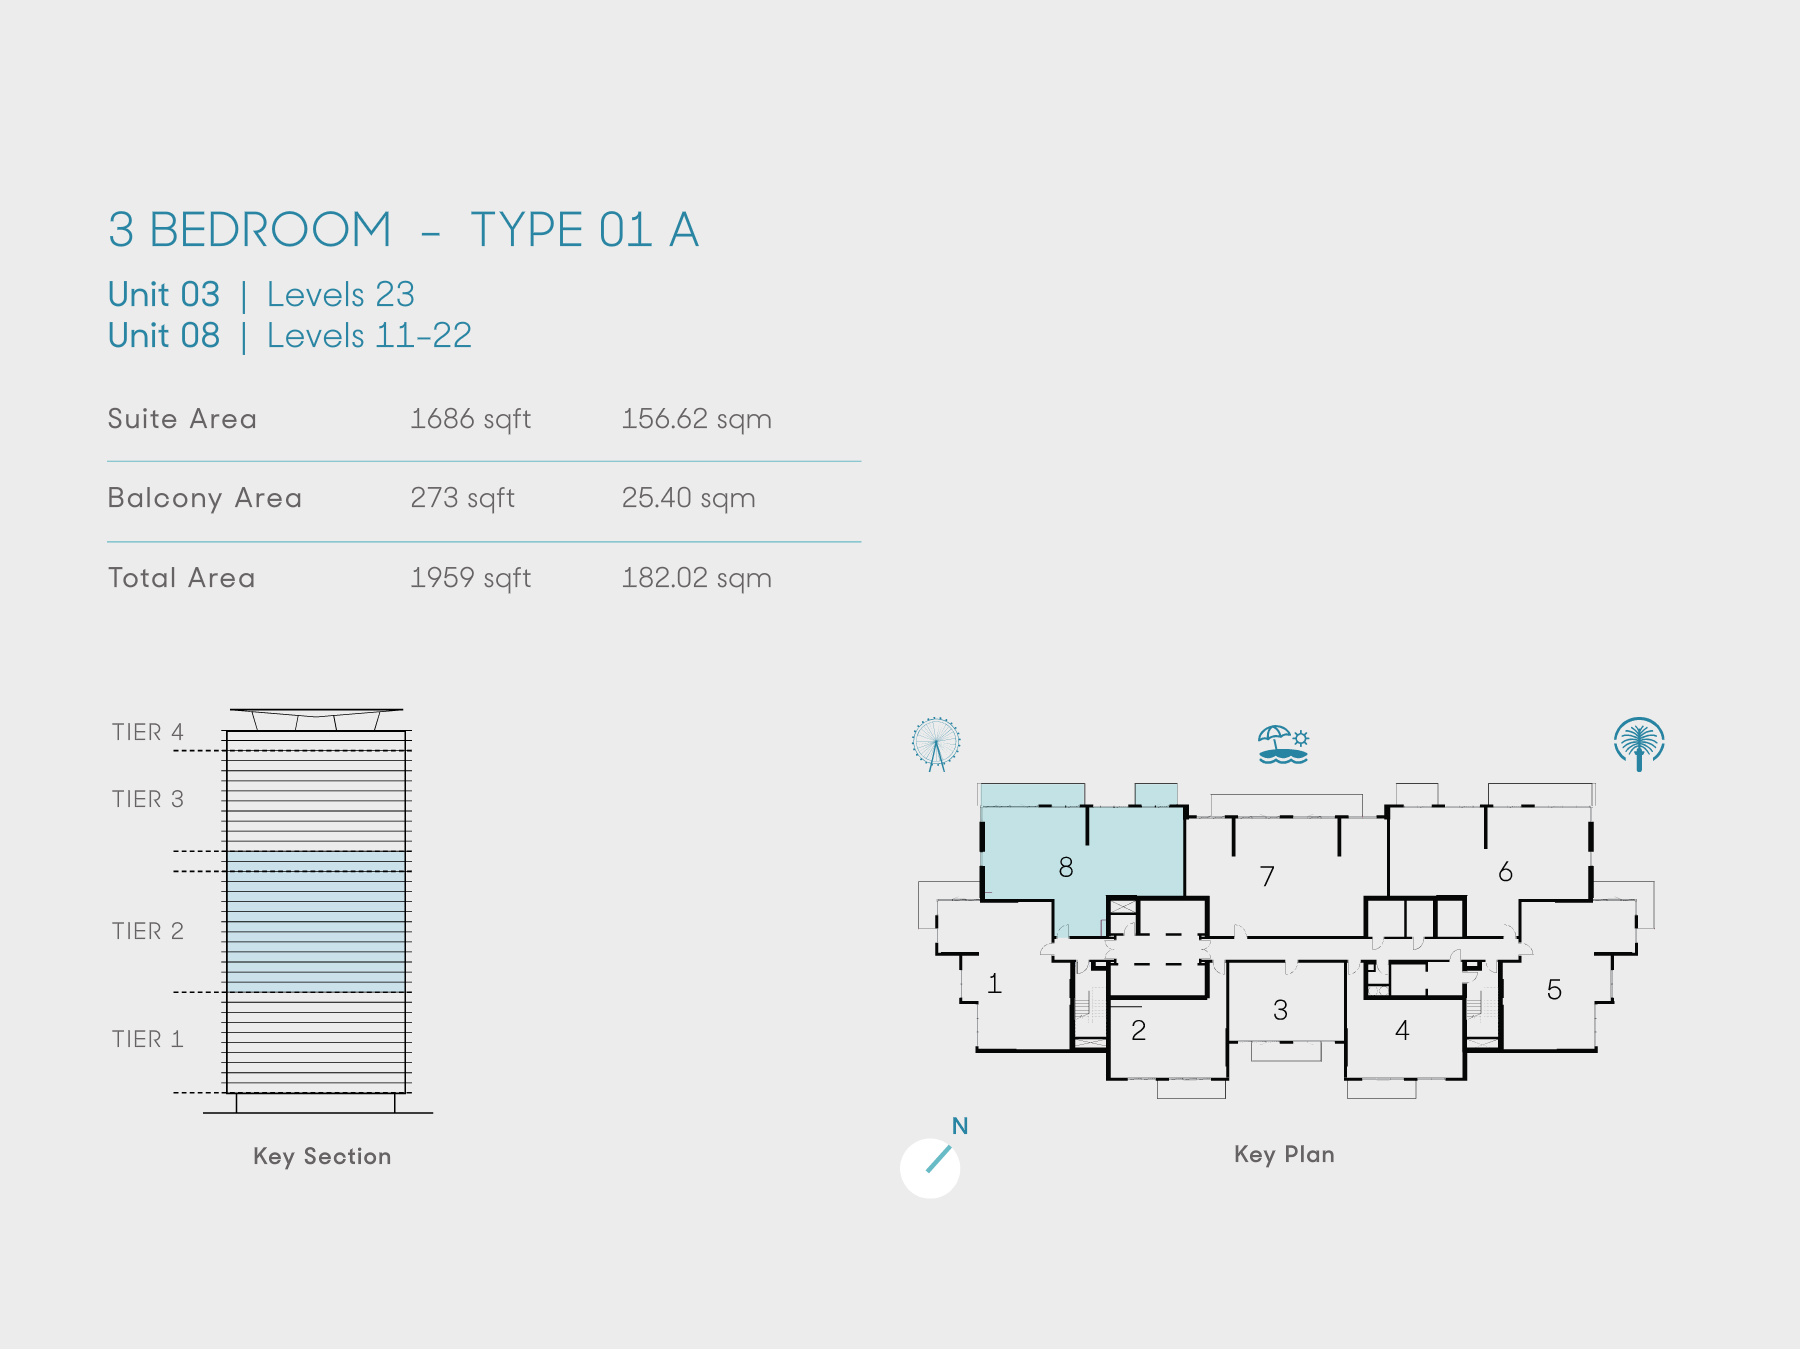 3 BEDROOM – TYPE 01 A
Unit 03 | Levels 23
Unit 08 | Levels 11–22
Suite Area 1686 sqft 156.62 sqm
Balcony Area 273 sqft 25.40 sqm
Total Area 1959 sqft 182.02 sqm
TIER 4
TIER 3
TIER 2
TIER 1
Key Section
8
7
6
1
2
3
4
5
N
Key Plan